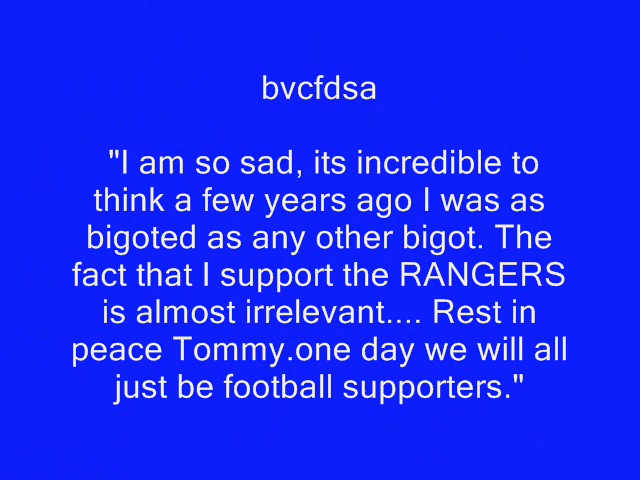 bvcfdsa
"I am so sad, its incredible to
think a few years ago I was as
bigoted as any other bigot. The
fact that I support the RANGERS
is almost irrelevant.... Rest in
peace Tommy.one day we will all
just be football supporters."